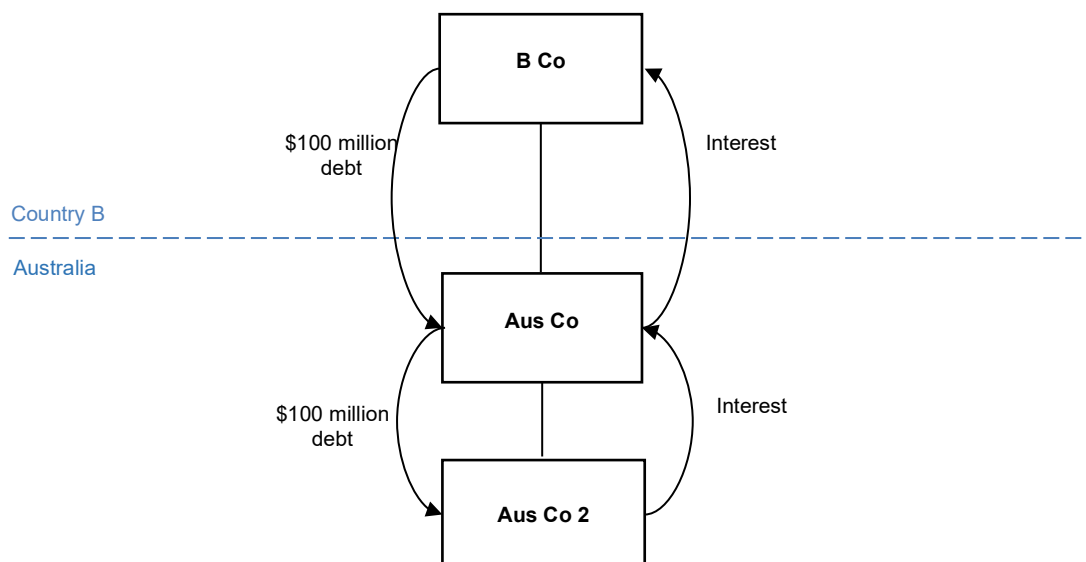 B Co
$100 million
debt
Interest
Country B
Australia
Aus Co
$100 million
debt
Interest
Aus Co 2